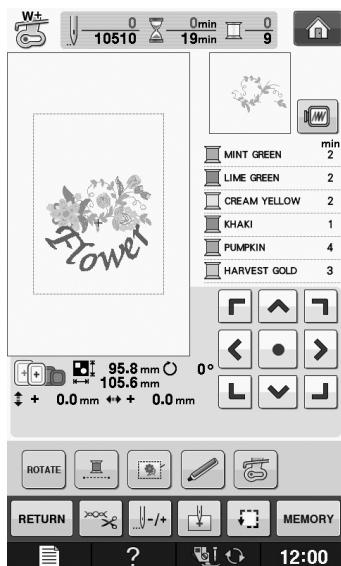 W±
0 0min 0
10510 19min 9
min
MINT GREEN 2
LIME GREEN 2
CREAM YELLOW 2
KHAKI 1
PUMPKIN 4
HARVEST GOLD 3
Flower
95.8 mm 0°
105.6 mm
+ 0.0 mm + 0.0 mm
ROTATE
RETURN -/+ MEMORY
? 12:00